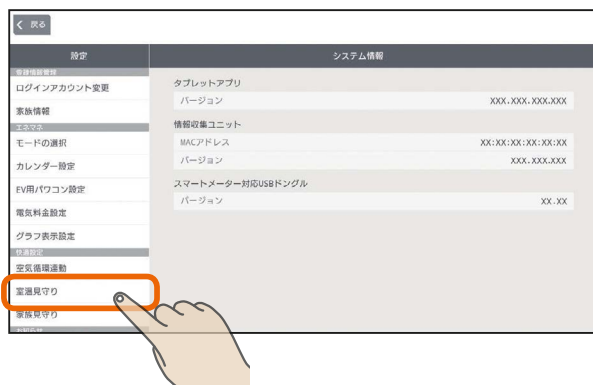 戻る
設定
システム情報
登録情報管理
ログインアカウント変更
家族情報
エネマネ
モードの選択
カレンダー設定
EV用パワコン設定
電気料金設定
グラフ表示設定
快適設定
空気循環連動
室温見守り
家族見守り
お知らせ
タブレットアプリ
バージョン XXX.XXX.XXX.XXX
情報収集ユニット
MACアドレス XX:XX:XX:XX:XX:XX
バージョン XXX.XXX.XXX
スマートメーター対応USBドングル
バージョン XX.XX